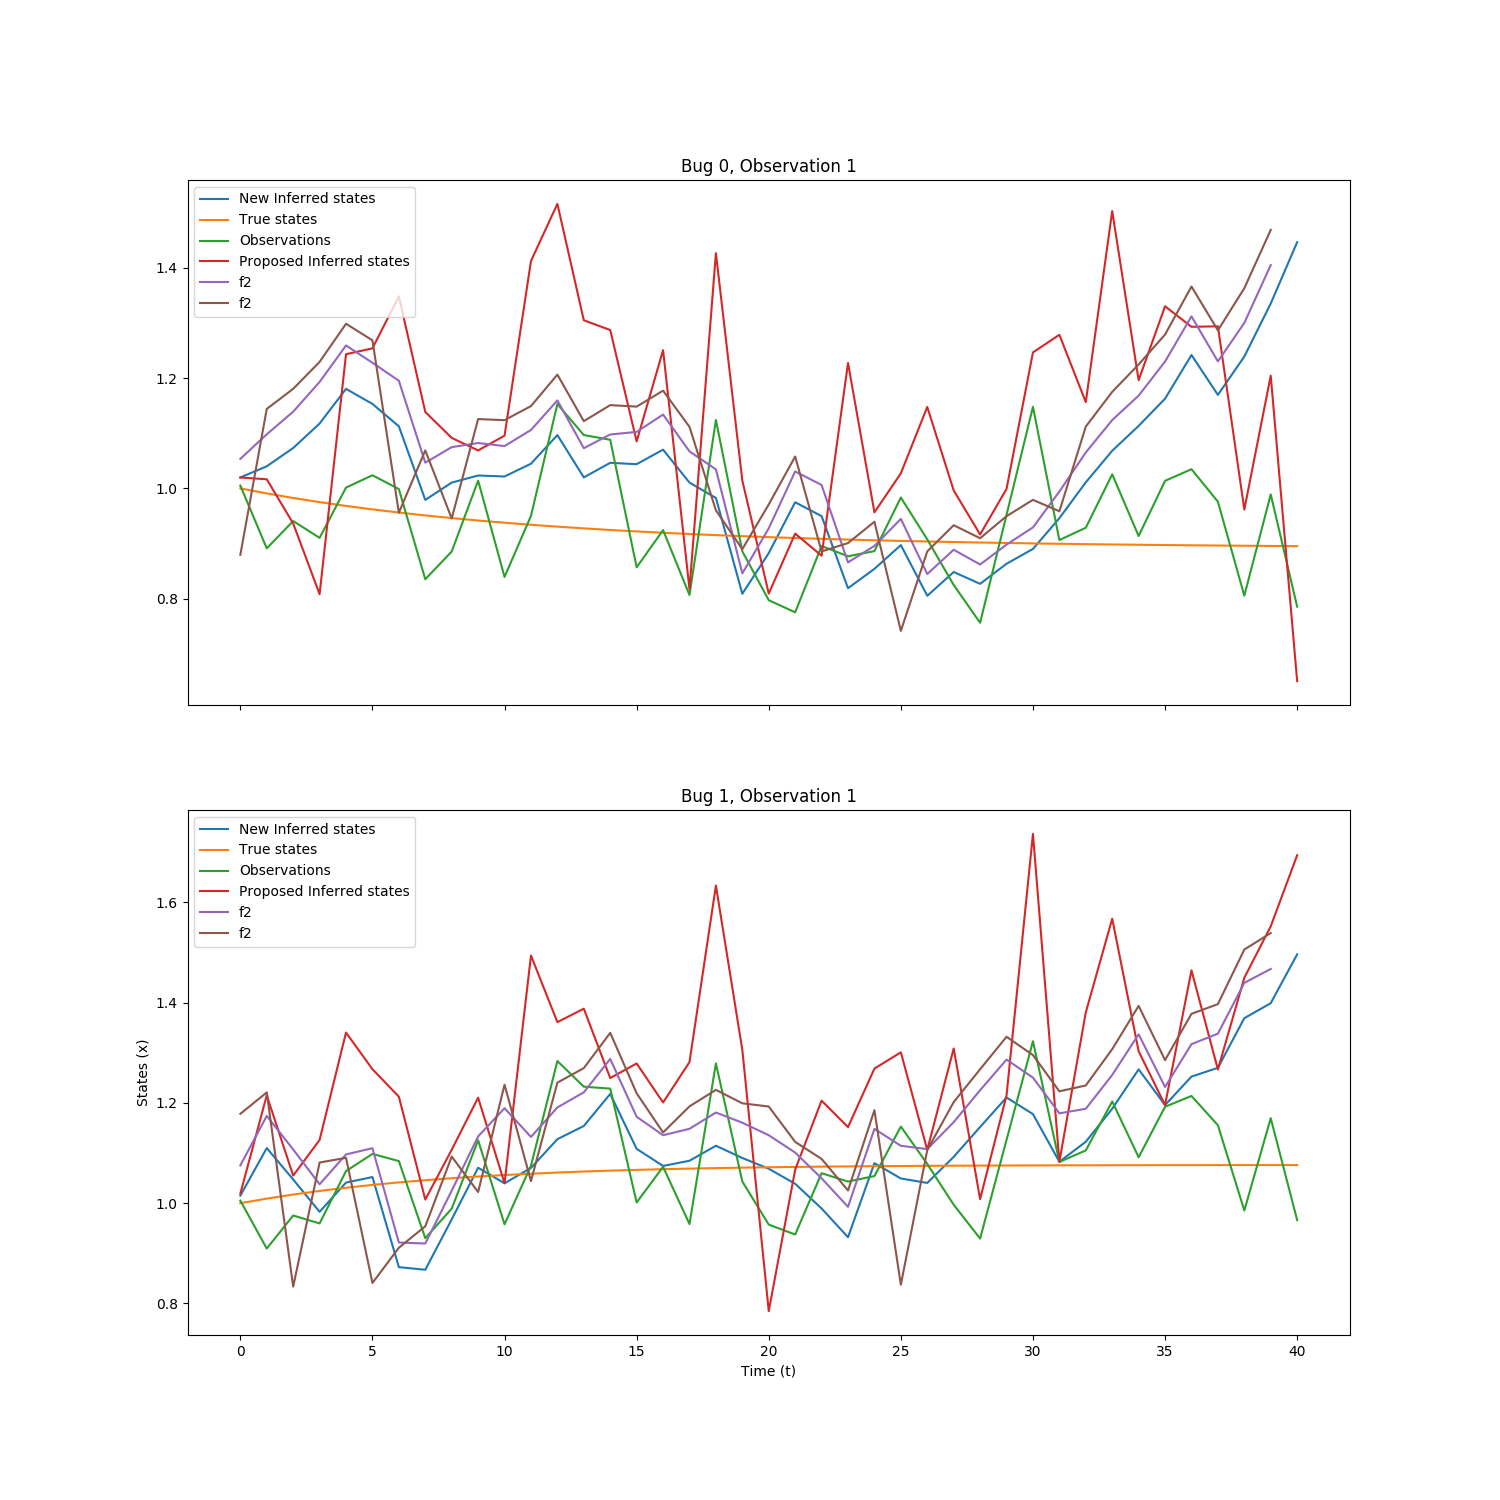 Bug 0, Observation 1
New Inferred states
True states
Observations
Proposed Inferred states
f2
f2
1.4
1.2
1.0
0.8
Bug 1, Observation 1
New Inferred states
True states
Observations
Proposed Inferred states
f2
f2
1.6
1.4
1.2
1.0
0.8
States (x)
0 5 10 15 20 25 30 35 40
Time (t)